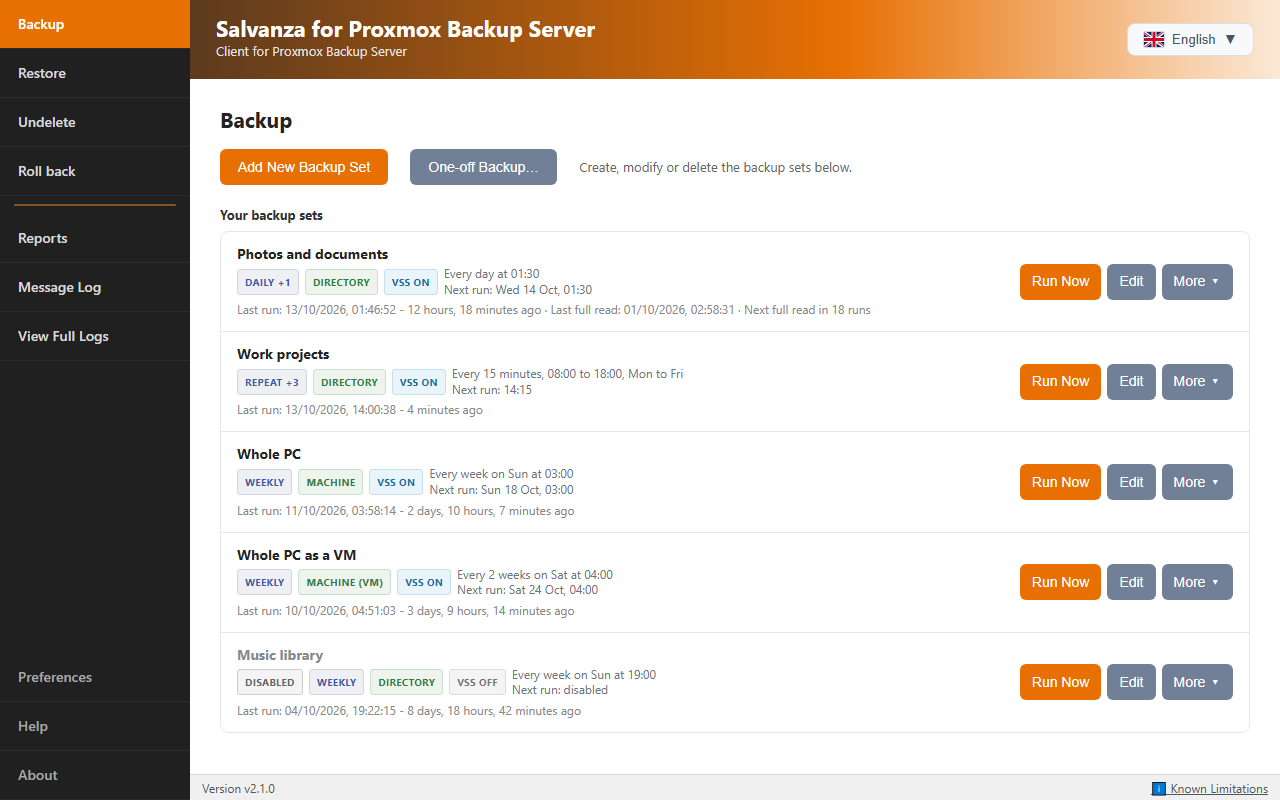 Backup
Restore
Undelete
Roll back
Reports
Message Log
View Full Logs
Preferences
Help
About
Salvanza for Proxmox Backup Server
Client for Proxmox Backup Server
English ▼
Backup
Add New Backup Set
One-off Backup...
Create, modify or delete the backup sets below.
Your backup sets
Photos and documents
DAILY +1 DIRECTORY VSS ON
Every day at 01:30
Next run: Wed 14 Oct, 01:30
Last run: 13/10/2026, 01:46:52 - 12 hours, 18 minutes ago · Last full read: 01/10/2026, 02:58:31 · Next full read in 18 runs
Run Now Edit More ▾
Work projects
REPEAT +3 DIRECTORY VSS ON
Every 15 minutes, 08:00 to 18:00, Mon to Fri
Next run: 14:15
Last run: 13/10/2026, 14:00:38 - 4 minutes ago
Run Now Edit More ▾
Whole PC
WEEKLY MACHINE VSS ON
Every week on Sun at 03:00
Next run: Sun 18 Oct, 03:00
Last run: 11/10/2026, 03:58:14 - 2 days, 10 hours, 7 minutes ago
Run Now Edit More ▾
Whole PC as a VM
WEEKLY MACHINE (VM) VSS ON
Every 2 weeks on Sat at 04:00
Next run: Sat 24 Oct, 04:00
Last run: 10/10/2026, 04:51:03 - 3 days, 9 hours, 14 minutes ago
Run Now Edit More ▾
Music library
DISABLED WEEKLY DIRECTORY VSS OFF
Every week on Sun at 19:00
Next run: disabled
Last run: 04/10/2026, 19:22:15 - 8 days, 18 hours, 42 minutes ago
Run Now Edit More ▾
Version v2.1.0
i Known Limitations